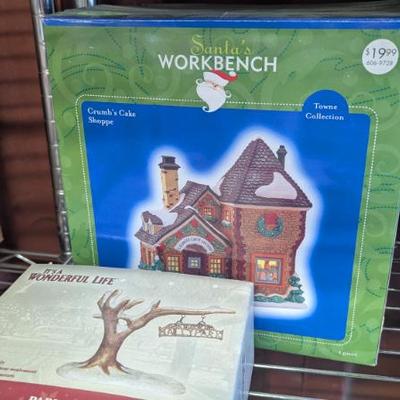 Santa's
WORKBENCH
$19.99
606-9728
Crumb's Cake
Shoppe
Towne
Collection
IT'S A
WONDERFUL LIFE